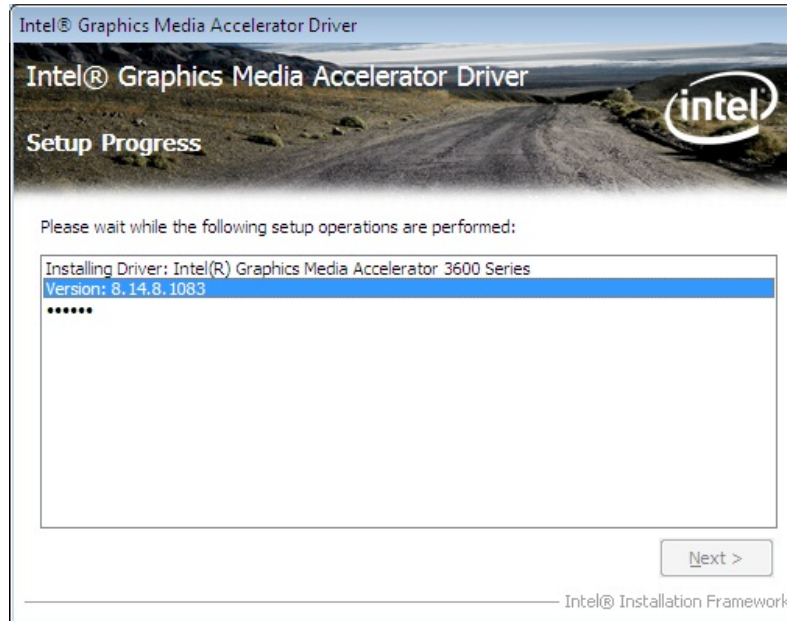 Intel® Graphics Media Accelerator Driver
Intel® Graphics Media Accelerator Driver
intel
Setup Progress
Please wait while the following setup operations are performed:
Installing Driver: Intel(R) Graphics Media Accelerator 3600 Series
Version: 8.14.8.1083
••••••
Next >
Intel® Installation Framework